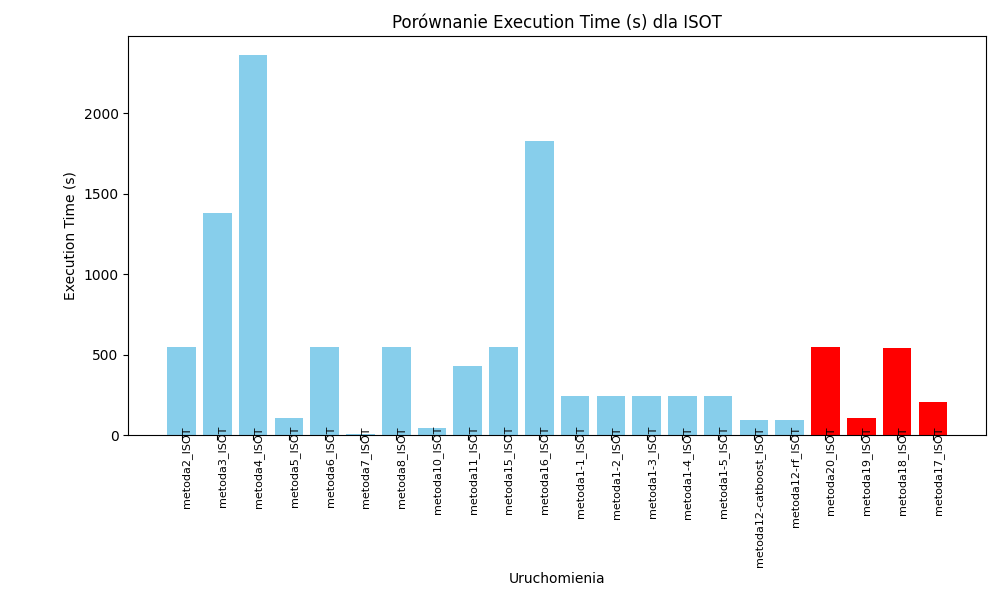 Porównanie Execution Time (s) dla ISOT
Execution Time (s)
2000
1500
1000
500
0
metoda2_ISOT
metoda3_ISOT
metoda4_ISOT
metoda5_ISOT
metoda6_ISOT
metoda7_ISOT
metoda8_ISOT
metoda10_ISOT
metoda11_ISOT
metoda15_ISOT
metoda16_ISOT
metoda1-1_ISOT
metoda1-2_ISOT
metoda1-3_ISOT
metoda1-4_ISOT
metoda1-5_ISOT
metoda12-catboost_ISOT
metoda12-rf_ISOT
metoda20_ISOT
metoda19_ISOT
metoda18_ISOT
metoda17_ISOT
Uruchomienia